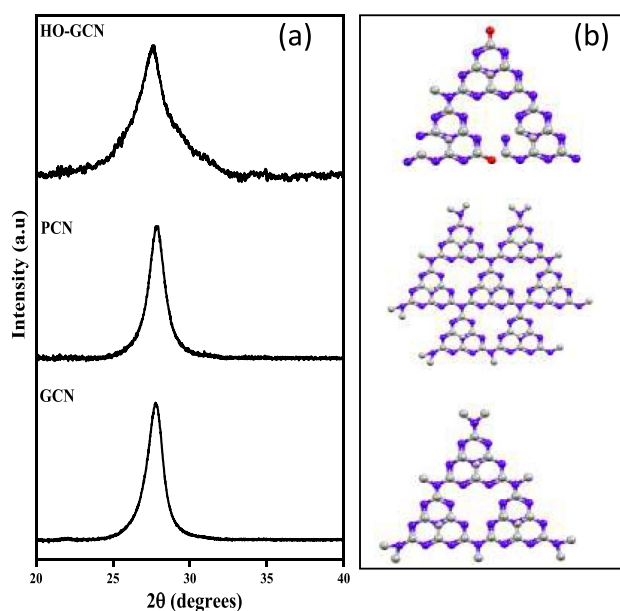 HO-GCN
(a)
(b)
PCN
GCN
Intensity (a.u)
20
25
30
35
40
2θ (degrees)